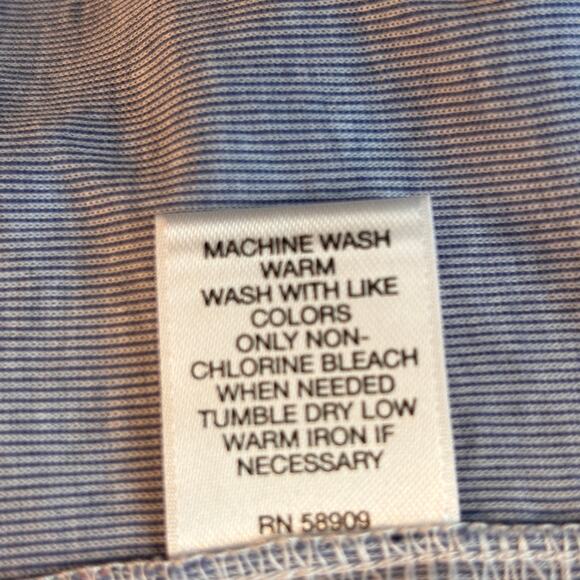 MACHINE WASH
WARM
WASH WITH LIKE
COLORS
ONLY NON-
CHLORINE BLEACH
WHEN NEEDED
TUMBLE DRY LOW
WARM IRON IF
NECESSARY
RN 58909